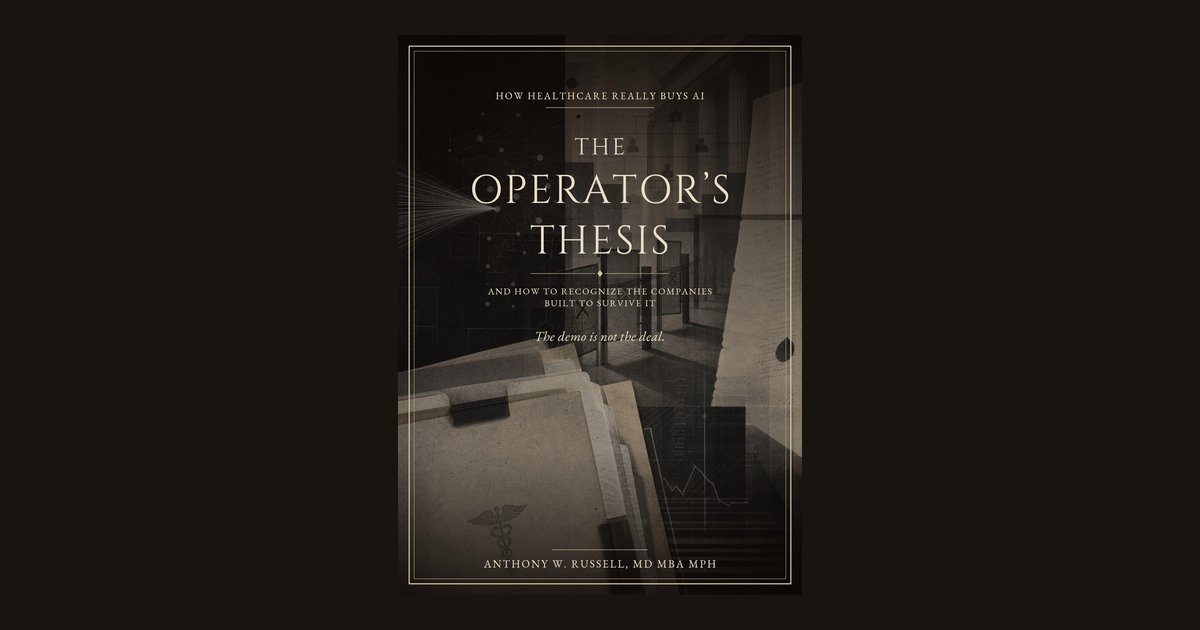 HOW HEALTHCARE REALLY BUYS AI
THE
OPERATOR’S
THESIS
AND HOW TO RECOGNIZE THE COMPANIES
BUILT TO SURVIVE IT
The demo is not the deal.
ANTHONY W. RUSSELL, MD MBA MPH